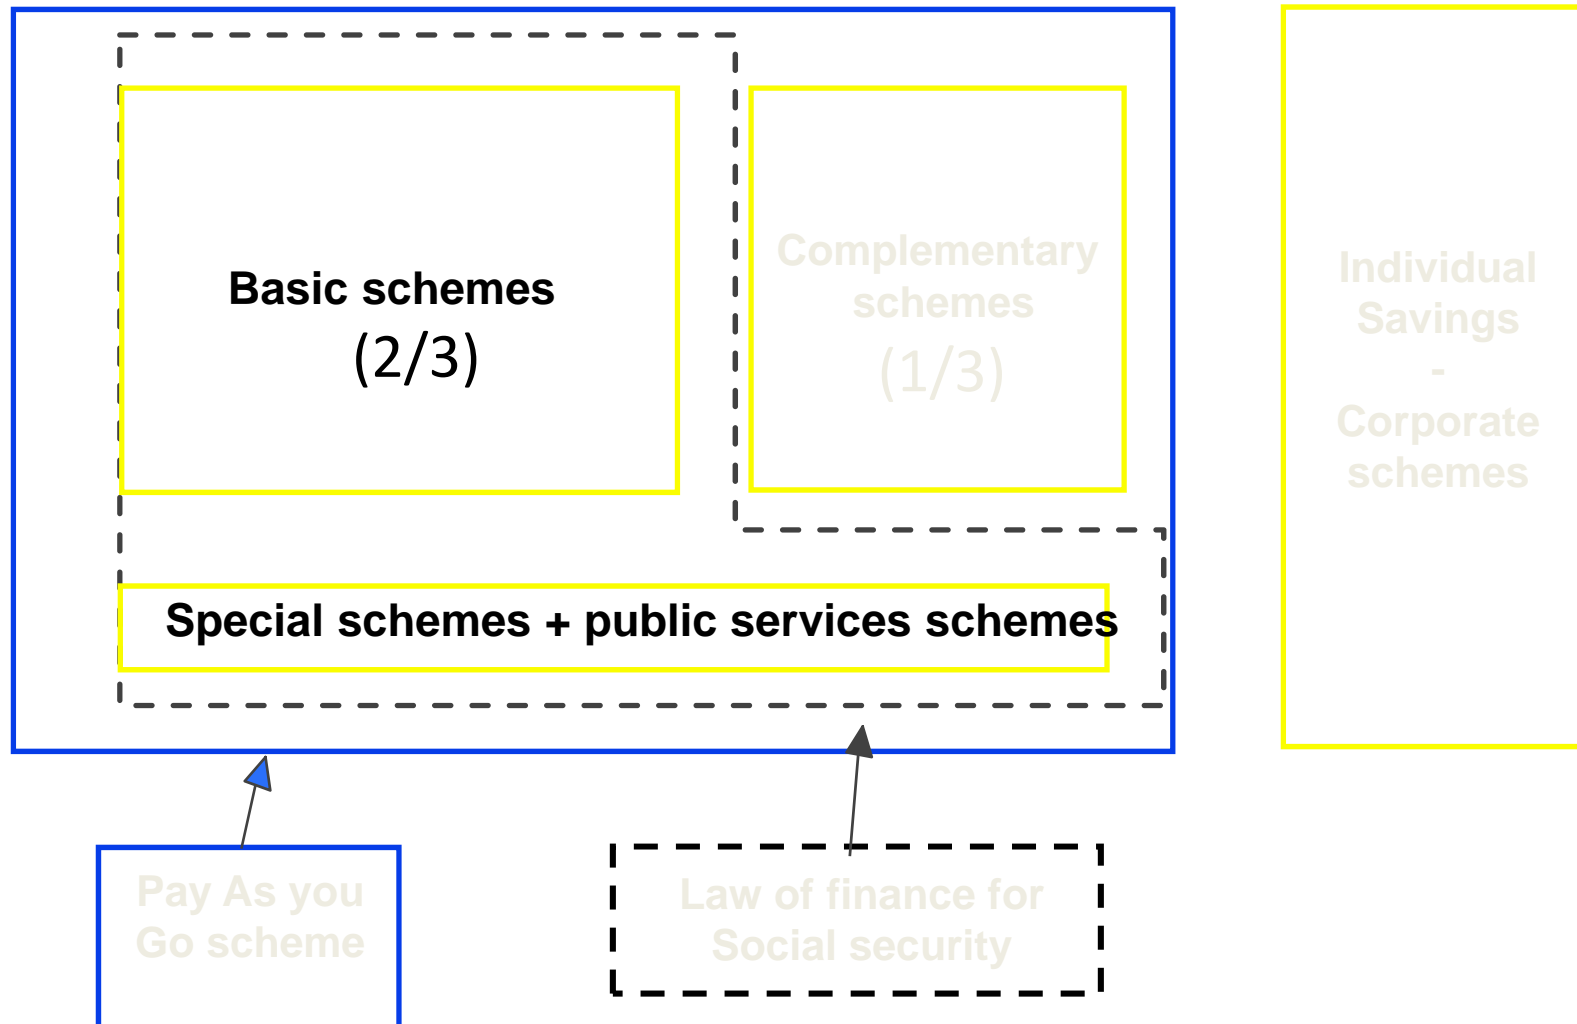 Basic schemes
(2/3)
Complementary
schemes
(1/3)
Individual
Savings
-
Corporate
schemes
Special schemes + public services schemes
Pay As you
Go scheme
Law of finance for
Social security